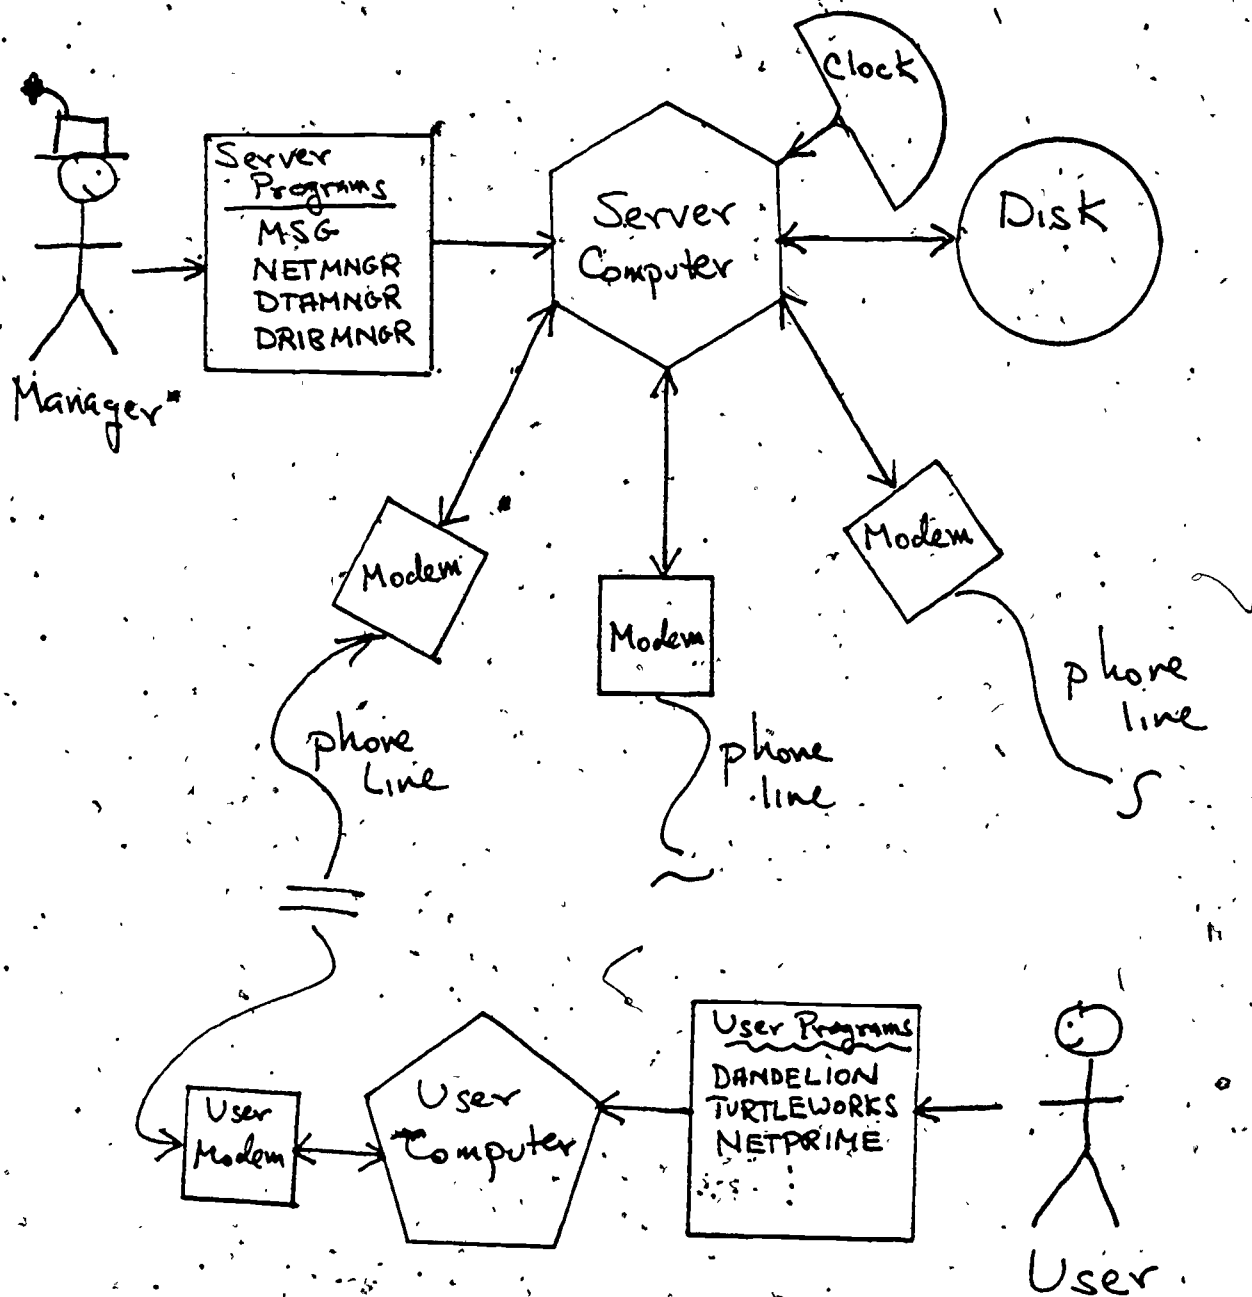 Clock
Server
Programs
MSG
NETMNGR
DTAMNGR
DRIBMNGR
Server
Computer
Disk
Manager*
Modem
Modem
Modem
phone
line
phone
line
phone
line
User Programs
DANDELION
TURTLEWORKS
NETPRIME
User
Modem
User
Computer
User